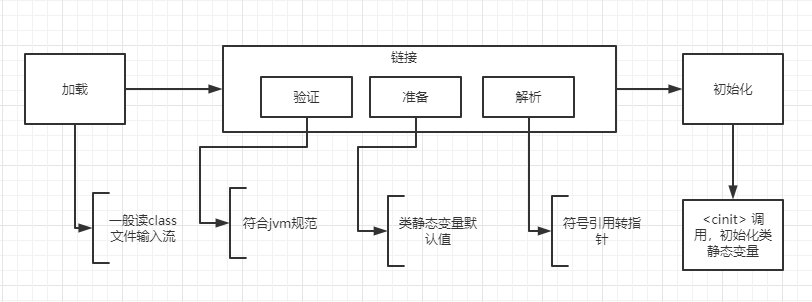 链接
加载
验证
准备
解析
初始化
一般读class
文件输入流
符合jvm规范
类静态变量默
认值
符号引用转指
针
<cinit> 调
用，初始化类
静态变量